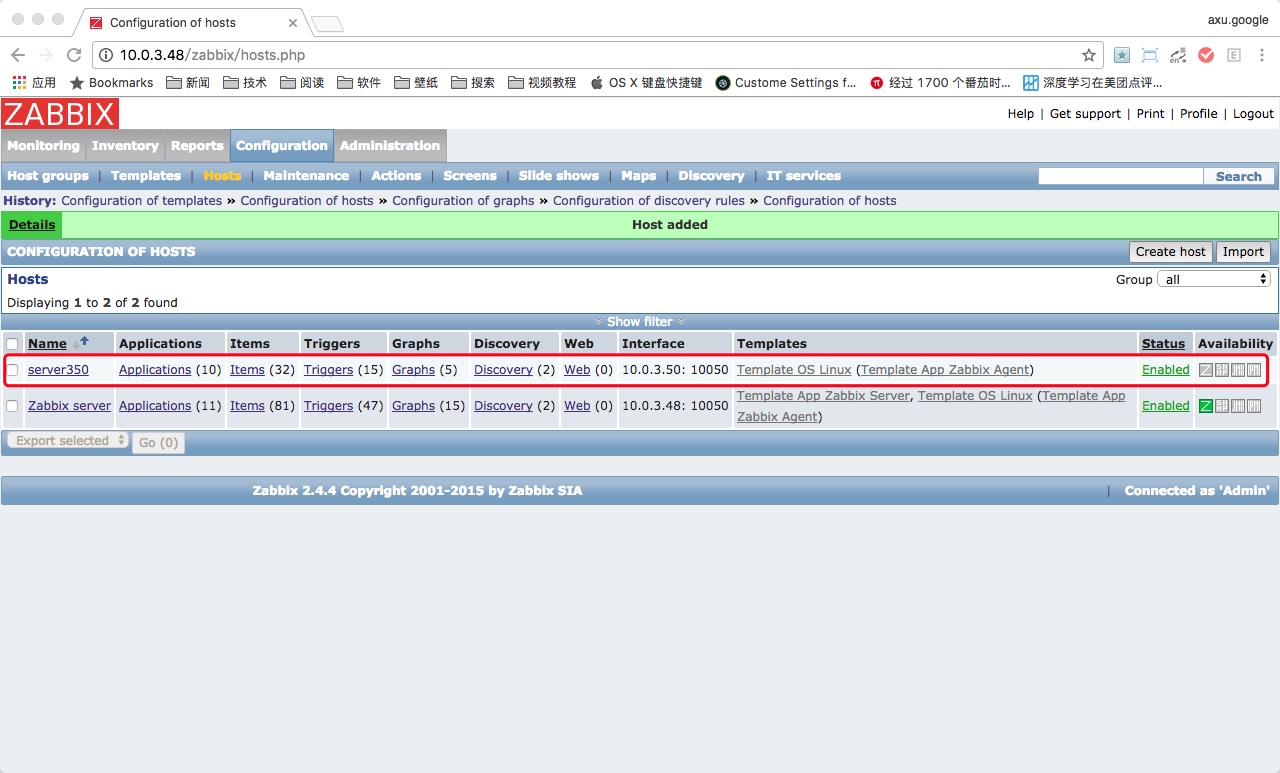 Configuration of hosts
axu.google
10.0.3.48/zabbix/hosts.php
应用 Bookmarks 新闻 技术 阅读 软件 壁纸 搜索 视频教程 OS X 键盘快捷键 Custome Settings f... 经过 1700 个番茄时... 深度学习在美团点评...
ZABBIX
Help | Get support | Print | Profile | Logout
Monitoring Inventory Reports Configuration Administration
Host groups | Templates | Hosts | Maintenance | Actions | Screens | Slide shows | Maps | Discovery | IT services Search
History: Configuration of templates » Configuration of hosts » Configuration of graphs » Configuration of discovery rules » Configuration of hosts
Details Host added
CONFIGURATION OF HOSTS Create host Import
Hosts Group all
Displaying 1 to 2 of 2 found
Show filter
Name Applications Items Triggers Graphs Discovery Web Interface Templates Status Availability
server350 Applications (10) Items (32) Triggers (15) Graphs (5) Discovery (2) Web (0) 10.0.3.50: 10050 Template OS Linux (Template App Zabbix Agent) Enabled
Zabbix server Applications (11) Items (81) Triggers (47) Graphs (15) Discovery (2) Web (0) 10.0.3.48: 10050 Template App Zabbix Server, Template OS Linux (Template App Zabbix Agent) Enabled
Export selected Go (0)
Zabbix 2.4.4 Copyright 2001-2015 by Zabbix SIA | Connected as 'Admin'